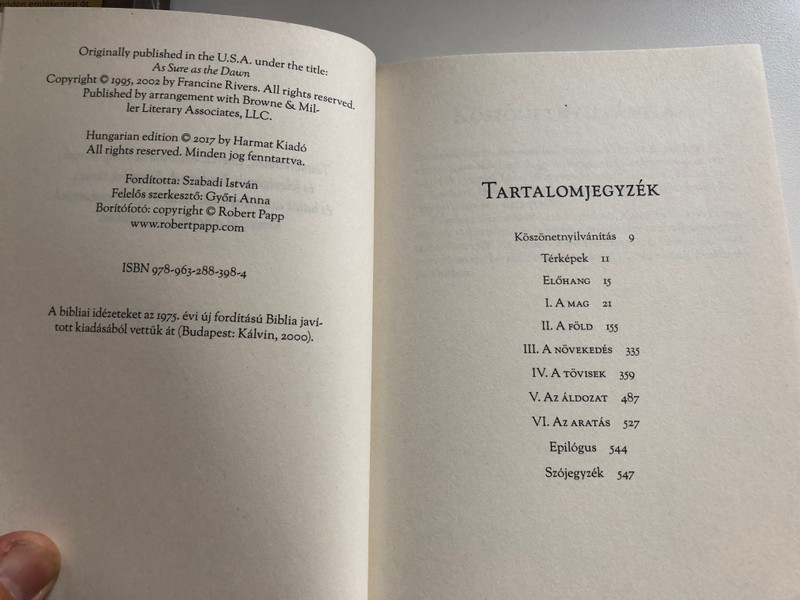 Originally published in the U.S.A. under the title:
As Sure as the Dawn
Copyright © 1995, 2002 by Francine Rivers. All rights reserved.
Published by arrangement with Browne & Mil-
ler Literary Associates, LLC.
Hungarian edition © 2017 by Harmat Kiadó
All rights reserved. Minden jog fenntartva.
Fordította: Szabadi István
Felelős szerkesztő: Győri Anna
Borítófotó: copyright © Robert Papp
www.robertpapp.com
ISBN 978-963-288-398-4
A bibliai idézeteket az 1975. évi új fordítású Biblia javí-
tott kiadásából vettük át (Budapest: Kálvin, 2000).
Tartalomjegyzék
Köszönetnyilvánítás 9
Térképek 11
Előhang 15
I. A mag 21
II. A föld 155
III. A növekedés 335
IV. A tövisek 359
V. Az áldozat 487
VI. Az aratás 527
Epilógus 544
Szójegyzék 547